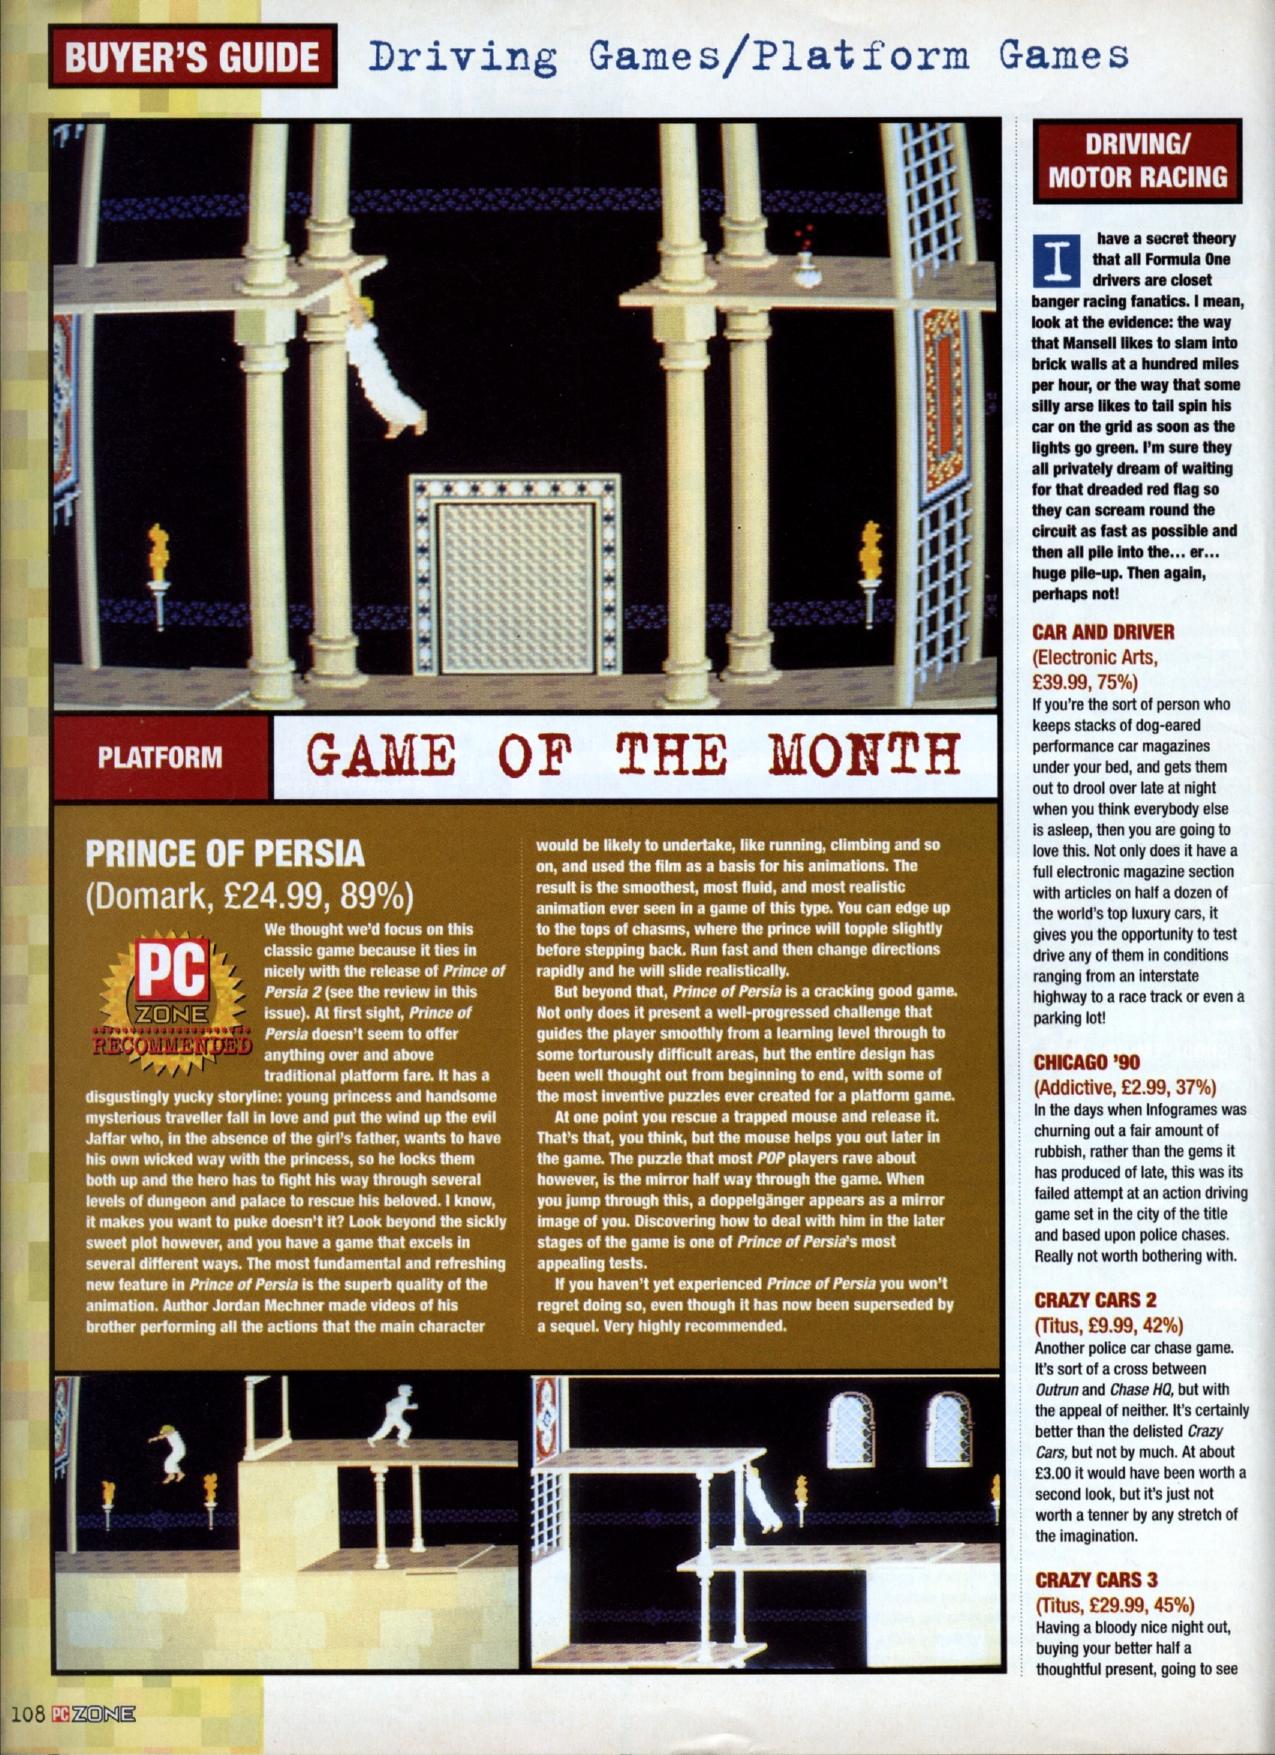 BUYER'S GUIDE
Driving Games/Platform Games
PLATFORM
GAME OF THE MONTH
PRINCE OF PERSIA
(Domark, £24.99, 89%)
PC
ZONE
RECOMMENDED
We thought we'd focus on this
classic game because it ties in
nicely with the release of Prince of
Persia 2 (see the review in this
issue). At first sight, Prince of
Persia doesn't seem to offer
anything over and above
traditional platform fare. It has a
disgustingly yucky storyline: young princess and handsome
mysterious traveller fall in love and put the wind up the evil
Jaffar who, in the absence of the girl's father, wants to have
his own wicked way with the princess, so he locks them
both up and the hero has to fight his way through several
levels of dungeon and palace to rescue his beloved. I know,
it makes you want to puke doesn't it? Look beyond the sickly
sweet plot however, and you have a game that excels in
several different ways. The most fundamental and refreshing
new feature in Prince of Persia is the superb quality of the
animation. Author Jordan Mechner made videos of his
brother performing all the actions that the main character
would be likely to undertake, like running, climbing and so
on, and used the film as a basis for his animations. The
result is the smoothest, most fluid, and most realistic
animation ever seen in a game of this type. You can edge up
to the tops of chasms, where the prince will topple slightly
before stepping back. Run fast and then change directions
rapidly and he will slide realistically.
But beyond that, Prince of Persia is a cracking good game.
Not only does it present a well-progressed challenge that
guides the player smoothly from a learning level through to
some torturously difficult areas, but the entire design has
been well thought out from beginning to end, with some of
the most inventive puzzles ever created for a platform game.
At one point you rescue a trapped mouse and release it.
That's that, you think, but the mouse helps you out later in
the game. The puzzle that most POP players rave about
however, is the mirror half way through the game. When
you jump through this, a doppelgänger appears as a mirror
image of you. Discovering how to deal with him in the later
stages of the game is one of Prince of Persia's most
appealing tests.
If you haven't yet experienced Prince of Persia you won't
regret doing so, even though it has now been superseded by
a sequel. Very highly recommended.
DRIVING/
MOTOR RACING
I have a secret theory
that all Formula One
drivers are closet
banger racing fanatics. I mean,
look at the evidence: the way
that Mansell likes to slam into
brick walls at a hundred miles
per hour, or the way that some
silly arse likes to tail spin his
car on the grid as soon as the
lights go green. I'm sure they
all privately dream of waiting
for that dreaded red flag so
they can scream round the
circuit as fast as possible and
then all pile into the... er...
huge pile-up. Then again,
perhaps not!
CAR AND DRIVER
(Electronic Arts,
£39.99, 75%)
If you're the sort of person who
keeps stacks of dog-eared
performance car magazines
under your bed, and gets them
out to drool over late at night
when you think everybody else
is asleep, then you are going to
love this. Not only does it have a
full electronic magazine section
with articles on half a dozen of
the world's top luxury cars, it
gives you the opportunity to test
drive any of them in conditions
ranging from an interstate
highway to a race track or even a
parking lot!
CHICAGO '90
(Addictive, £2.99, 37%)
In the days when Infogrames was
churning out a fair amount of
rubbish, rather than the gems it
has produced of late, this was its
failed attempt at an action driving
game set in the city of the title
and based upon police chases.
Really not worth bothering with.
CRAZY CARS 2
(Titus, £9.99, 42%)
Another police car chase game.
It's sort of a cross between
Outrun and Chase HQ, but with
the appeal of neither. It's certainly
better than the delisted Crazy
Cars, but not by much. At about
£3.00 it would have been worth a
second look, but it's just not
worth a tenner by any stretch of
the imagination.
CRAZY CARS 3
(Titus, £29.99, 45%)
Having a bloody nice night out,
buying your better half a
thoughtful present, going to see
108 PC ZONE